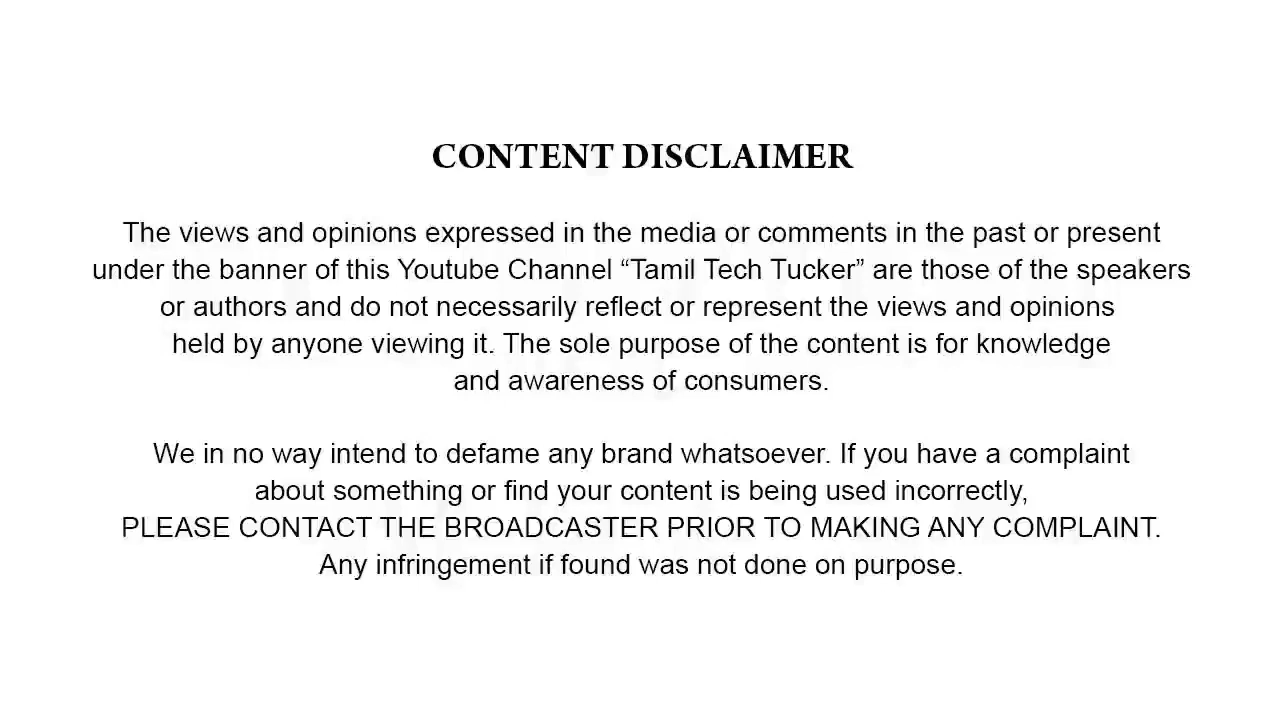 CONTENT DISCLAIMER
The views and opinions expressed in the media or comments in the past or present
under the banner of this Youtube Channel “Tamil Tech Tucker” are those of the speakers
or authors and do not necessarily reflect or represent the views and opinions
held by anyone viewing it. The sole purpose of the content is for knowledge
and awareness of consumers.
We in no way intend to defame any brand whatsoever. If you have a complaint
about something or find your content is being used incorrectly,
PLEASE CONTACT THE BROADCASTER PRIOR TO MAKING ANY COMPLAINT.
Any infringement if found was not done on purpose.